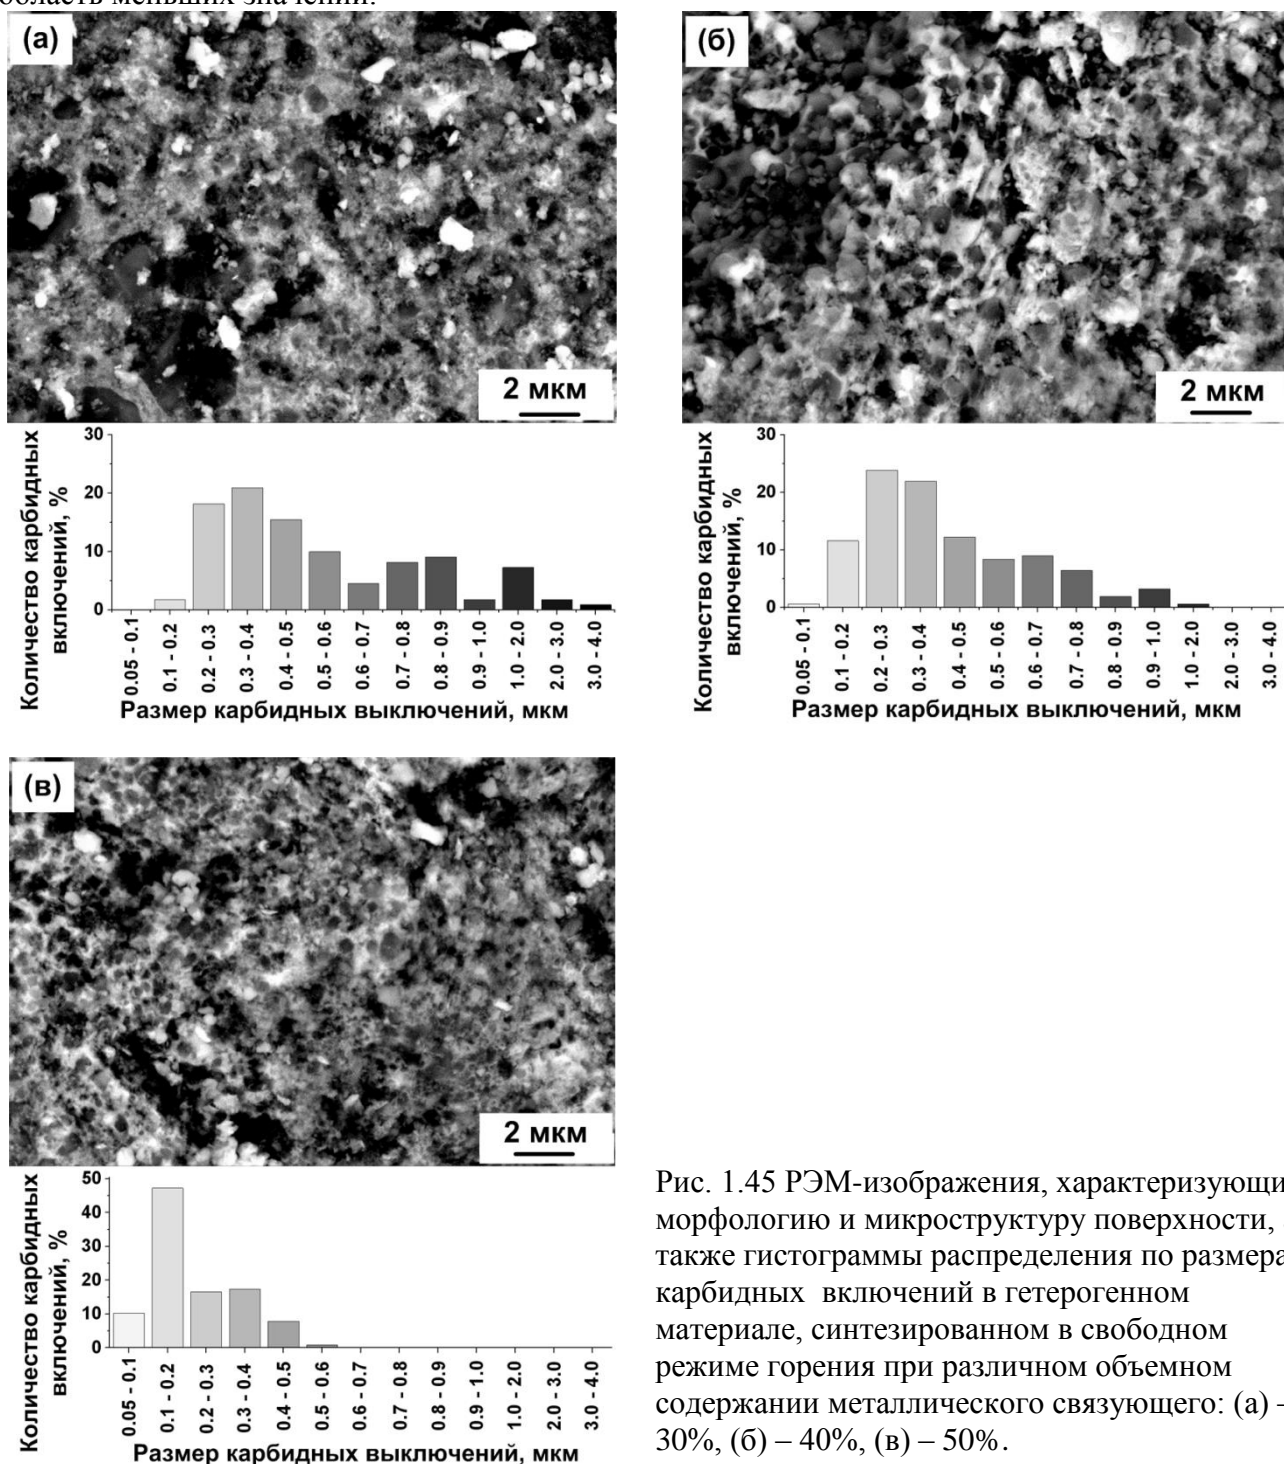 область меньших значений.
(а)
2 мкм
(б)
2 мкм
Количество карбидных
включений, %
30
20
10
0
0.05 - 0.1
0.1 - 0.2
0.2 - 0.3
0.3 - 0.4
0.4 - 0.5
0.5 - 0.6
0.6 - 0.7
0.7 - 0.8
0.8 - 0.9
0.9 - 1.0
1.0 - 2.0
2.0 - 3.0
3.0 - 4.0
Размер карбидных выключений, мкм
Количество карбидных
включений, %
30
20
10
0
0.05 - 0.1
0.1 - 0.2
0.2 - 0.3
0.3 - 0.4
0.4 - 0.5
0.5 - 0.6
0.6 - 0.7
0.7 - 0.8
0.8 - 0.9
0.9 - 1.0
1.0 - 2.0
2.0 - 3.0
3.0 - 4.0
Размер карбидных выключений, мкм
(в)
2 мкм
Количество карбидных
включений, %
50
40
30
20
10
0
0.05 - 0.1
0.1 - 0.2
0.2 - 0.3
0.3 - 0.4
0.4 - 0.5
0.5 - 0.6
0.6 - 0.7
0.7 - 0.8
0.8 - 0.9
0.9 - 1.0
1.0 - 2.0
2.0 - 3.0
3.0 - 4.0
Размер карбидных выключений, мкм
Рис. 1.45 РЭМ-изображения, характеризующи
морфологию и микроструктуру поверхности,
также гистограммы распределения по размера
карбидных включений в гетерогенном
материале, синтезированном в свободном
режиме горения при различном объемном
содержании металлического связующего: (а) –
30%, (б) – 40%, (в) – 50%.